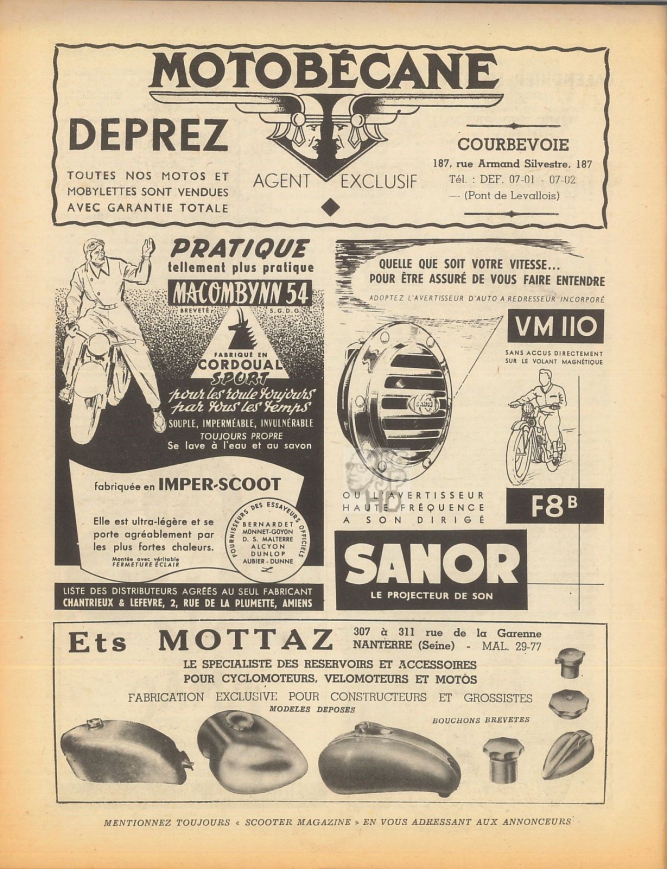 MOTOBÉCANE
DEPREZ
TOUTES NOS MOTOS ET
MOBYLETTES SONT VENDUES
AVEC GARANTIE TOTALE
AGENT EXCLUSIF
COURBEVOIE
187, rue Armand Silvestre, 187
Tél. : DEF. 07-01 - 07-02
— (Pont de Levallois)
PRATIQUE
tellement plus pratique
MACOMBYNN 54
BREVETÉ S.G.D.G.
FABRIQUÉ EN
CORDOUAL
SPORT
pour les roule toujours
par tous les temps
SOUPLE, IMPERMÉABLE, INVULNÉRABLE
TOUJOURS PROPRE
Se lave à l'eau et au savon
fabriquée en IMPER-SCOOT
Elle est ultra-légère et se
porte agréablement par
les plus fortes chaleurs.
Montée avec véritable
FERMETURE ÉCLAIR
FOURNISSEURS DES ESSAYEURS OFFICIELS
BERNARDET
MONNET-GOYON
D. S. MALTERRE
ALCYON
DUNLOP
AUBIER-DUNNE
LISTE DES DISTRIBUTEURS AGRÉÉS AU SEUL FABRICANT
CHANTRIEUX & LEFEVRE, 2, RUE DE LA PLUMETTE, AMIENS
QUELLE QUE SOIT VOTRE VITESSE...
POUR ÊTRE ASSURÉ DE VOUS FAIRE ENTENDRE
ADOPTEZ L'AVERTISSEUR D'AUTO A REDRESSEUR INCORPORÉ
VM 110
SANS ACCUS DIRECTEMENT
SUR LE VOLANT MAGNÉTIQUE
OU L'AVERTISSEUR
HAUTE FRÉQUENCE
A SON DIRIGÉ
F8 B
SANOR
LE PROJECTEUR DE SON
Ets MOTTAZ
307 à 311 rue de la Garenne
NANTERRE (Seine) - MAL. 29-77
LE SPECIALISTE DES RESERVOIRS ET ACCESSOIRES
POUR CYCLOMOTEURS, VELOMOTEURS ET MOTOS
FABRICATION EXCLUSIVE POUR CONSTRUCTEURS ET GROSSISTES
MODELES DEPOSES
BOUCHONS BREVETES
MENTIONNEZ TOUJOURS « SCOOTER MAGAZINE » EN VOUS ADRESSANT AUX ANNONCEURS